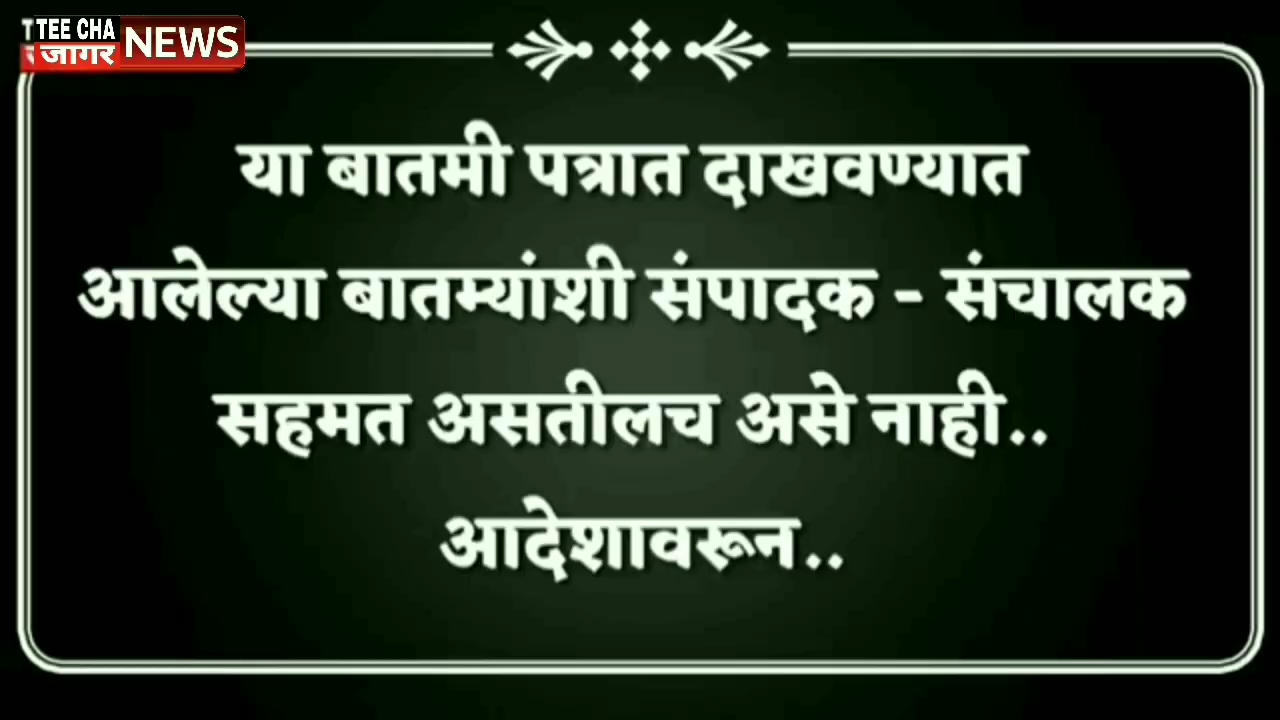 TEE CHA
जागर
NEWS
या बातमी पत्रात दाखवण्यात
आलेल्या बातम्यांशी संपादक - संचालक
सहमत असतीलच असे नाही..
आदेशावरून..